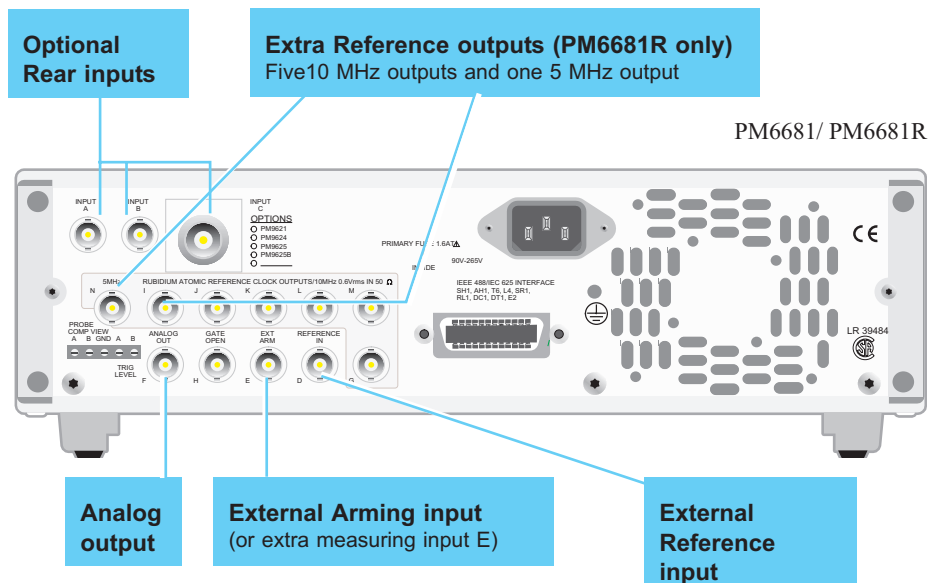 Optional
Rear inputs
Extra Reference outputs (PM6681R only)
Five10 MHz outputs and one 5 MHz output
PM6681/ PM6681R
INPUT
A
INPUT
B
INPUT
C
OPTIONS
PM9621
PM9624
PM9625
PM9625B
PRIMARY FUSE 1.6AT
90V-265V
IEEE 488/IEC 625 INTERFACE
SH1, AH1, T6, L4, SR1,
RL1, DC1, DT1, E2
CE
LR 39484
N 5MHz
I J K L M
RUBIDIUM ATOMIC REFERENCE CLOCK OUTPUTS/10MHz 0.6Vrms IN 50 Ω
PROBE
COMP VIEW
A B GND A B
TRIG
LEVEL
ANALOG
OUT
GATE
OPEN
EXT
ARM
REFERENCE
IN
F H E D G
Analog
output
External Arming input
(or extra measuring input E)
External
Reference
input